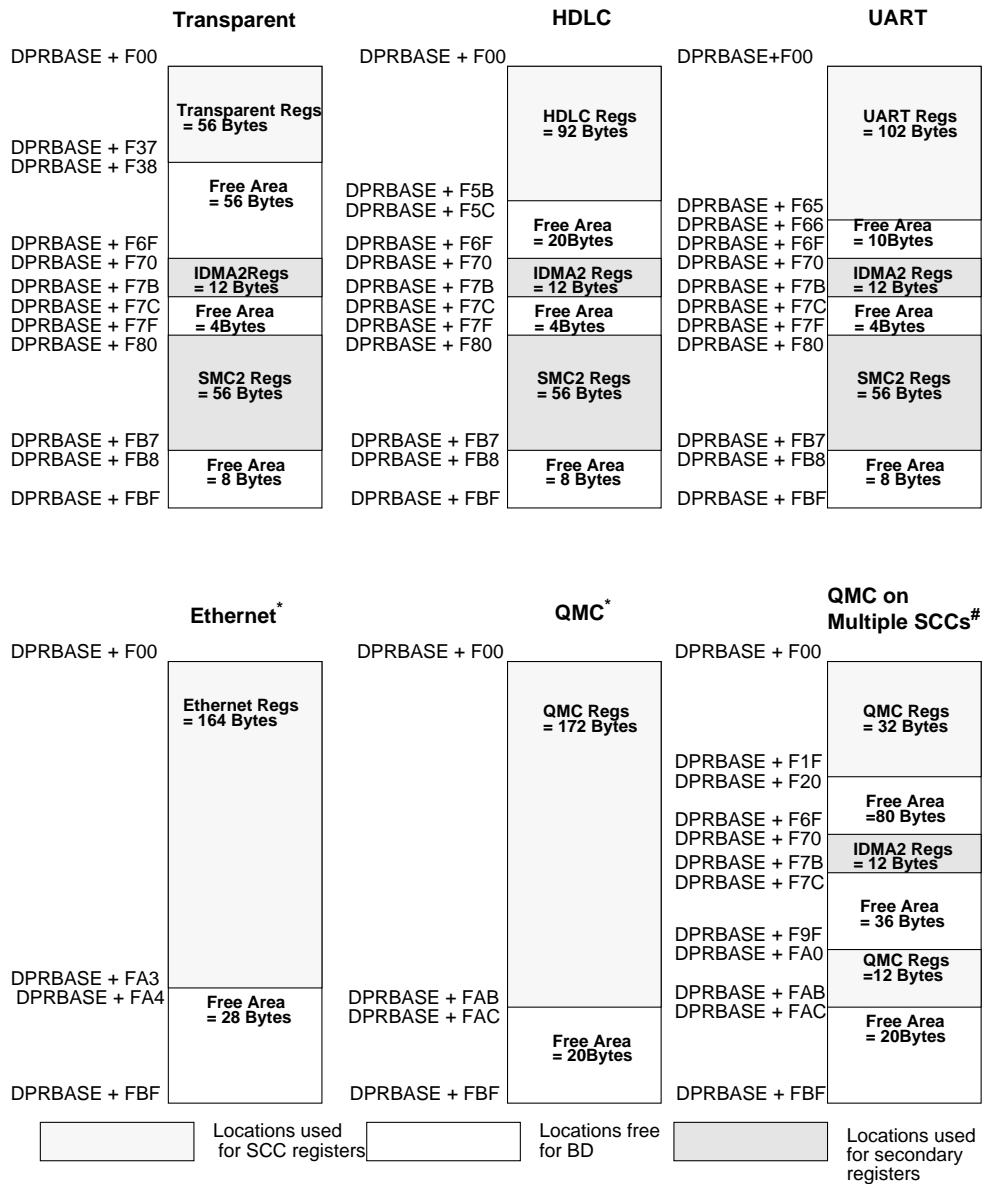 Transparent
DPRBASE + F00
Transparent Regs
= 56 Bytes
DPRBASE + F37
DPRBASE + F38
Free Area
= 56 Bytes
DPRBASE + F6F
DPRBASE + F70
IDMA2Regs
= 12 Bytes
DPRBASE + F7B
DPRBASE + F7C
Free Area
= 4Bytes
DPRBASE + F7F
DPRBASE + F80
SMC2 Regs
= 56 Bytes
DPRBASE + FB7
DPRBASE + FB8
Free Area
= 8 Bytes
DPRBASE + FBF
HDLC
DPRBASE + F00
HDLC Regs
= 92 Bytes
DPRBASE + F5B
DPRBASE + F5C
Free Area
= 20Bytes
DPRBASE + F6F
DPRBASE + F70
IDMA2 Regs
= 12 Bytes
DPRBASE + F7B
DPRBASE + F7C
Free Area
= 4Bytes
DPRBASE + F7F
DPRBASE + F80
SMC2 Regs
= 56 Bytes
DPRBASE + FB7
DPRBASE + FB8
Free Area
= 8 Bytes
DPRBASE + FBF
UART
DPRBASE+F00
UART Regs
= 102 Bytes
DPRBASE + F65
DPRBASE + F66
Free Area
= 10Bytes
DPRBASE + F6F
DPRBASE + F70
IDMA2 Regs
= 12 Bytes
DPRBASE + F7B
DPRBASE + F7C
Free Area
= 4Bytes
DPRBASE + F7F
DPRBASE + F80
SMC2 Regs
= 56 Bytes
DPRBASE + FB7
DPRBASE + FB8
Free Area
= 8 Bytes
DPRBASE + FBF
Ethernet*
DPRBASE + F00
Ethernet Regs
= 164 Bytes
DPRBASE + FA3
DPRBASE + FA4
Free Area
= 28 Bytes
DPRBASE + FBF
QMC*
DPRBASE + F00
QMC Regs
= 172 Bytes
DPRBASE + FAB
DPRBASE + FAC
Free Area
= 20Bytes
DPRBASE + FBF
QMC on
Multiple SCCs#
DPRBASE + F00
QMC Regs
= 32 Bytes
DPRBASE + F1F
DPRBASE + F20
Free Area
=80 Bytes
DPRBASE + F6F
DPRBASE + F70
IDMA2 Regs
= 12 Bytes
DPRBASE + F7B
DPRBASE + F7C
Free Area
= 36 Bytes
DPRBASE + F9F
DPRBASE + FA0
QMC Regs
=12 Bytes
DPRBASE + FAB
DPRBASE + FAC
Free Area
= 20Bytes
DPRBASE + FBF
Locations used
for SCC registers
Locations free
for BD
Locations used
for secondary
registers